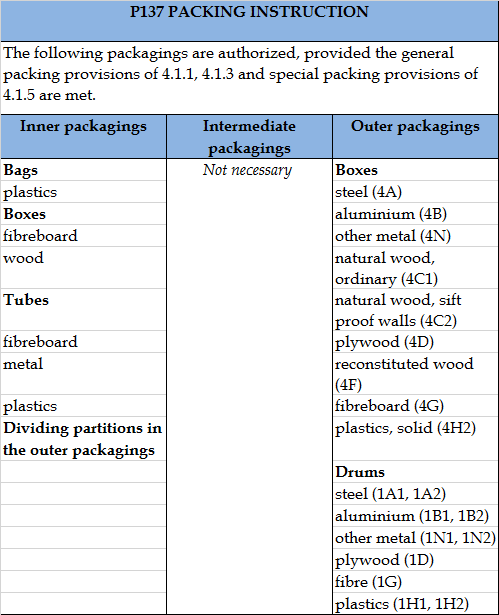 P137 PACKING INSTRUCTION
The following packagings are authorized, provided the general
packing provisions of 4.1.1, 4.1.3 and special packing provisions of
4.1.5 are met.
Inner packagings
Intermediate
packagings
Outer packagings
Bags
Not necessary
Boxes
plastics
steel (4A)
Boxes
aluminium (4B)
fibreboard
other metal (4N)
wood
natural wood,
ordinary (4C1)
Tubes
natural wood, sift
proof walls (4C2)
fibreboard
plywood (4D)
metal
reconstituted wood
(4F)
plastics
fibreboard (4G)
Dividing partitions in
the outer packagings
plastics, solid (4H2)
Drums
steel (1A1, 1A2)
aluminium (1B1, 1B2)
other metal (1N1, 1N2)
plywood (1D)
fibre (1G)
plastics (1H1, 1H2)